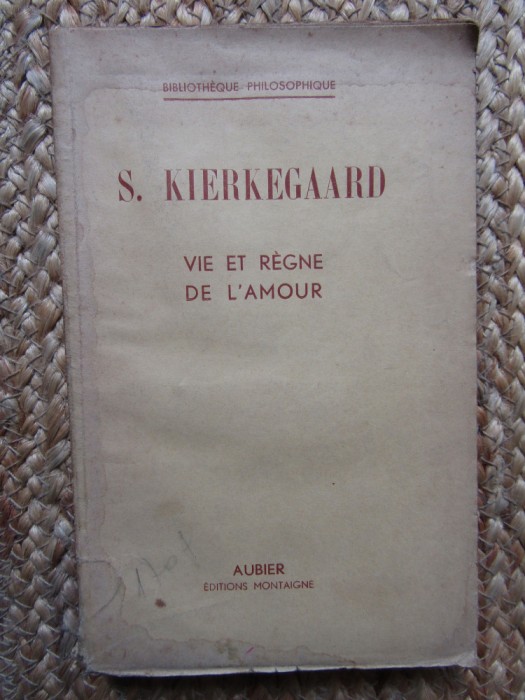 BIBLIOTHÈQUE PHILOSOPHIQUE
S. KIERKEGAARD
VIE ET RÈGNE
DE L'AMOUR
AUBIER
ÉDITIONS MONTAIGNE